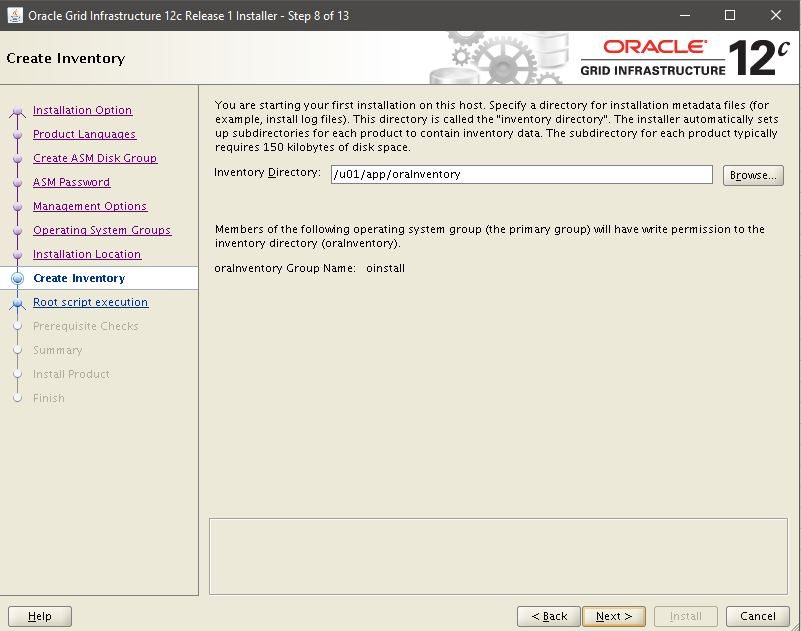 Oracle Grid Infrastructure 12c Release 1 Installer - Step 8 of 13
Create Inventory
ORACLE®
GRID INFRASTRUCTURE 12c
Installation Option
Product Languages
Create ASM Disk Group
ASM Password
Management Options
Operating System Groups
Installation Location
Create Inventory
Root script execution
Prerequisite Checks
Summary
Install Product
Finish
You are starting your first installation on this host. Specify a directory for installation metadata files (for
example, install log files). This directory is called the "inventory directory". The installer automatically sets
up subdirectories for each product to contain inventory data. The subdirectory for each product typically
requires 150 kilobytes of disk space.
Inventory Directory: /u01/app/oraInventory Browse...
Members of the following operating system group (the primary group) will have write permission to the
inventory directory (oraInventory).
oraInventory Group Name: oinstall
Help < Back Next > Install Cancel